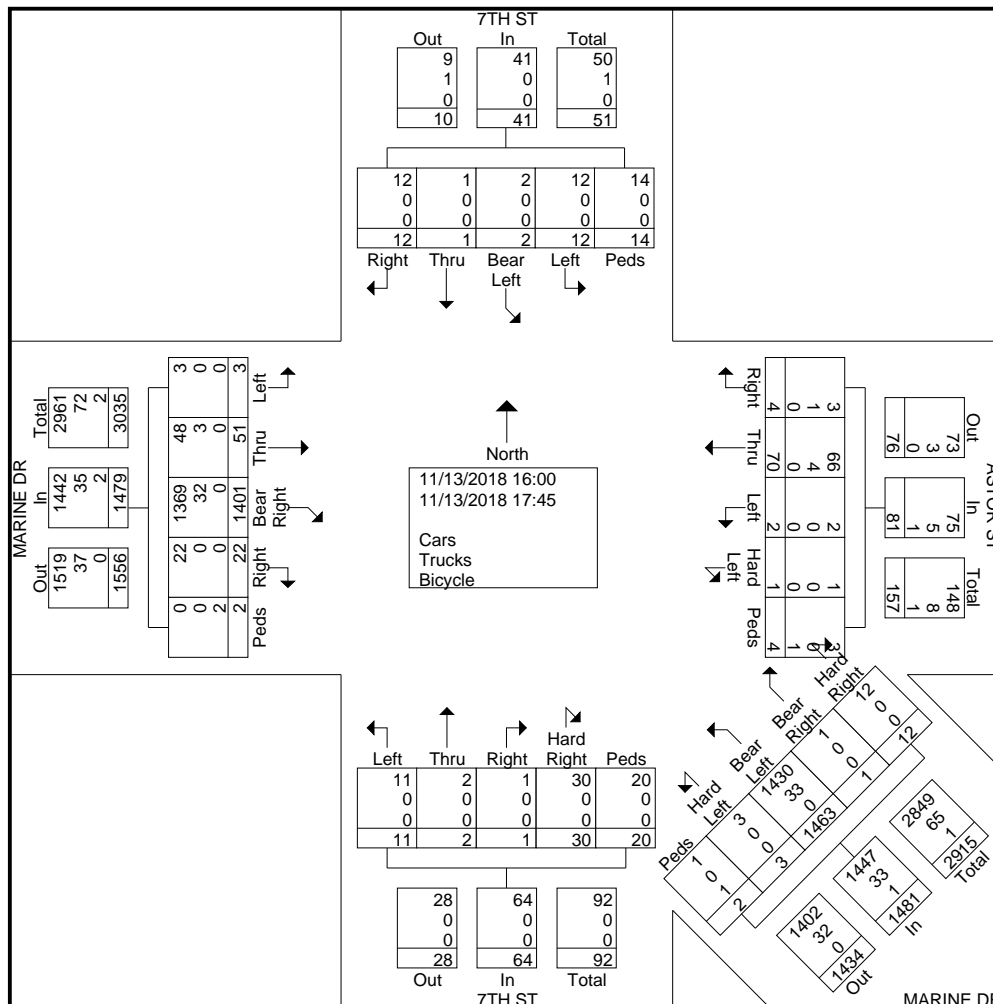 7TH ST
Out In Total
9 41 50
1 0 1
0 0 0
10 41 51
12 1 2 12 14
0 0 0 0 0
0 0 0 0 0
12 1 2 12 14
Right Thru Bear Left Left Peds
MARINE DR
Total 2961 72 2 3035
In 1442 35 2 1479
Out 1519 37 0 1556
3 0 0 3 Left
48 3 0 51 Thru
1369 32 0 1401 Bear Right
22 0 0 22 Right
0 0 2 2 Peds
North
11/13/2018 16:00
11/13/2018 17:45
Cars
Trucks
Bicycle
Right 3 1 0 4
Thru 66 4 0 70
Left 2 0 0 2
Hard Left 1 0 0 1
Peds 3 0 1 4
Out 73 3 0 76
In 75 5 1 81
Total 148 8 1 157
ASTOR ST
Hard Right 12 0 0 12
Bear Right 1 0 0 1
Bear Left 1430 33 0 1463
Hard Left 3 0 0 3
Peds 1 0 1 2
2849 65 1 2915 Total
1447 33 1 1481 In
1402 32 0 1434 Out
MARINE DR
Left Thru Right Hard Right Peds
11 2 1 30 20
0 0 0 0 0
0 0 0 0 0
11 2 1 30 20
28 64 92
0 0 0
0 0 0
28 64 92
Out In Total
7TH ST